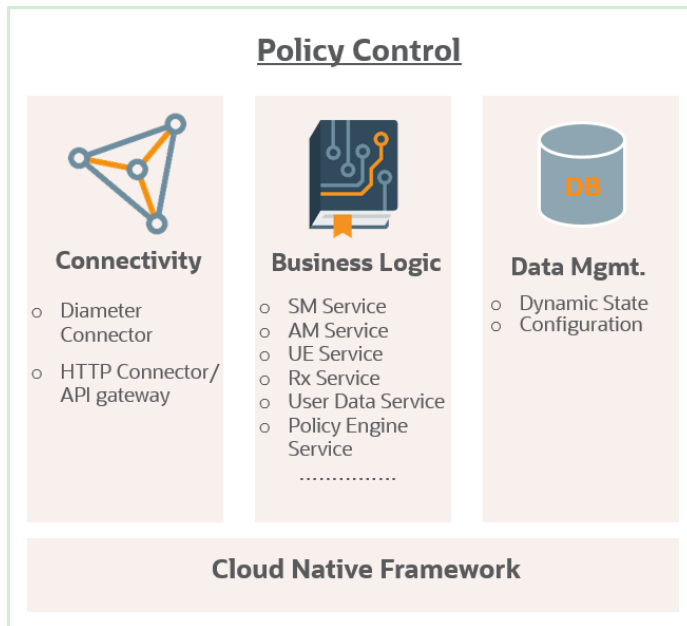 Policy Control
Connectivity
o Diameter
Connector
o HTTP Connector/
API gateway
Business Logic
o SM Service
o AM Service
o UE Service
o Rx Service
o User Data Service
o Policy Engine
Service
...............
DB
Data Mgmt.
o Dynamic State
o Configuration
Cloud Native Framework